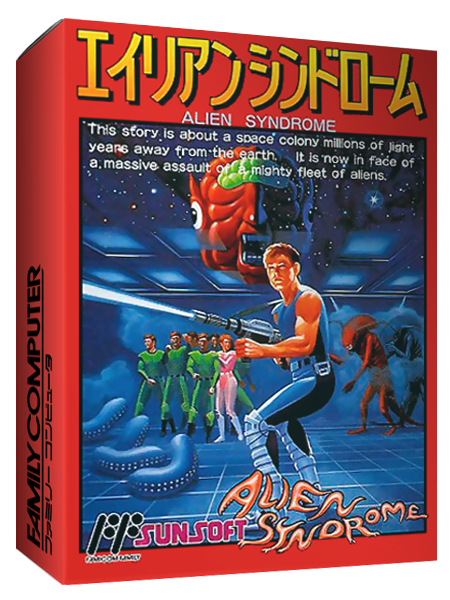 エイリアンシンドローム
ALIEN SYNDROME
This story is about a space colony millions of light
years away from the earth. It is now in face of
a massive assault of a mighty fleet of aliens.
ALIEN
SYNDROME
SUNSOFT
FAMICOM FAMILY
FAMILY COMPUTER
ファミリー コンピュータ